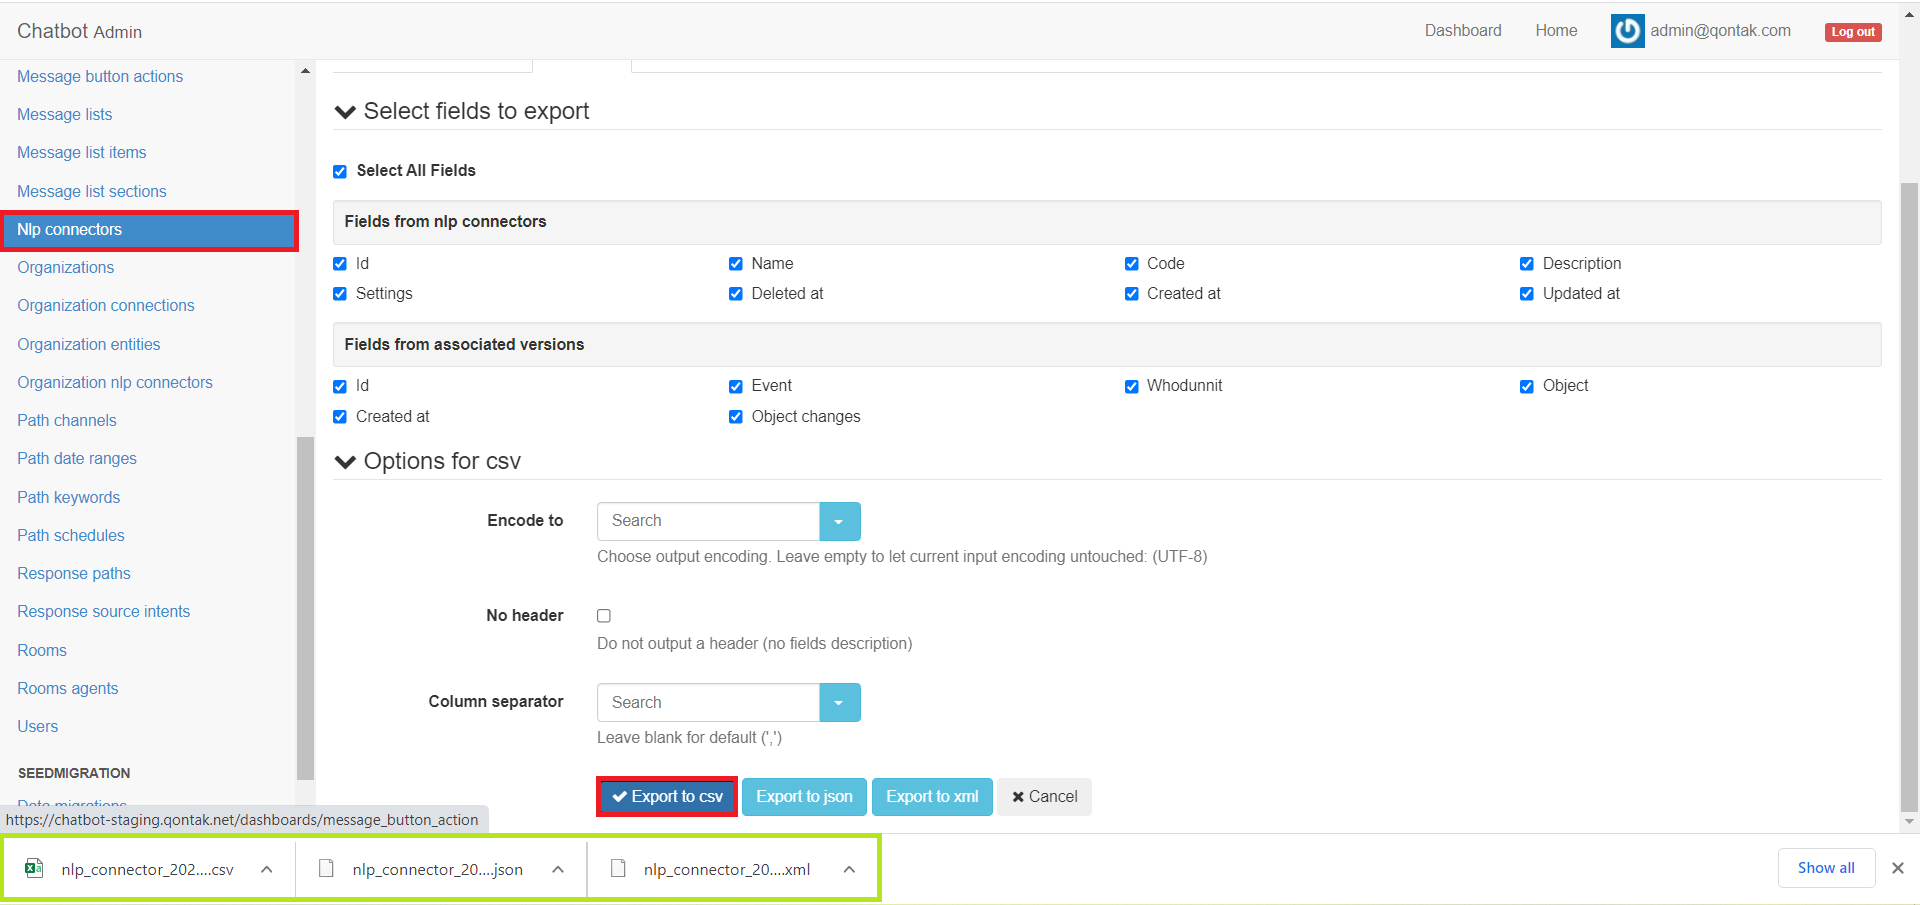 Chatbot Admin
Dashboard
Home
admin@qontak.com
Log out
Message button actions
Message lists
Message list items
Message list sections
Nlp connectors
Organizations
Organization connections
Organization entities
Organization nlp connectors
Path channels
Path date ranges
Path keywords
Path schedules
Response paths
Response source intents
Rooms
Rooms agents
Users
SEEDMIGRATION
Data migrations
Select fields to export
Select All Fields
Fields from nlp connectors
Id Name Code Description
Settings Deleted at Created at Updated at
Fields from associated versions
Id Event Whodunnit Object
Created at Object changes
Options for csv
Encode to Search
Choose output encoding. Leave empty to let current input encoding untouched: (UTF-8)
No header
Do not output a header (no fields description)
Column separator Search
Leave blank for default (',')
Export to csv Export to json Export to xml Cancel
https://chatbot-staging.qontak.net/dashboards/message_button_action
nlp_connector_202....csv nlp_connector_20....json nlp_connector_20....xml Show all